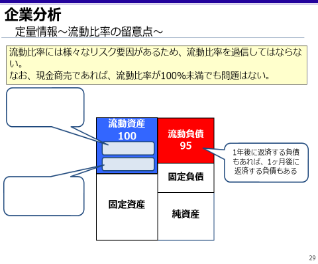 企業分析
定量情報～流動比率の留意点～
流動比率には様々なリスク要因があるため、流動比率を過信してはならな
い。
なお、現金商売であれば、流動比率が100%未満でも問題はない。
流動資産
100
流動負債
95
1年後に返済する負債
もあれば、1ヶ月後に
返済する負債もある
固定負債
固定資産
純資産
29